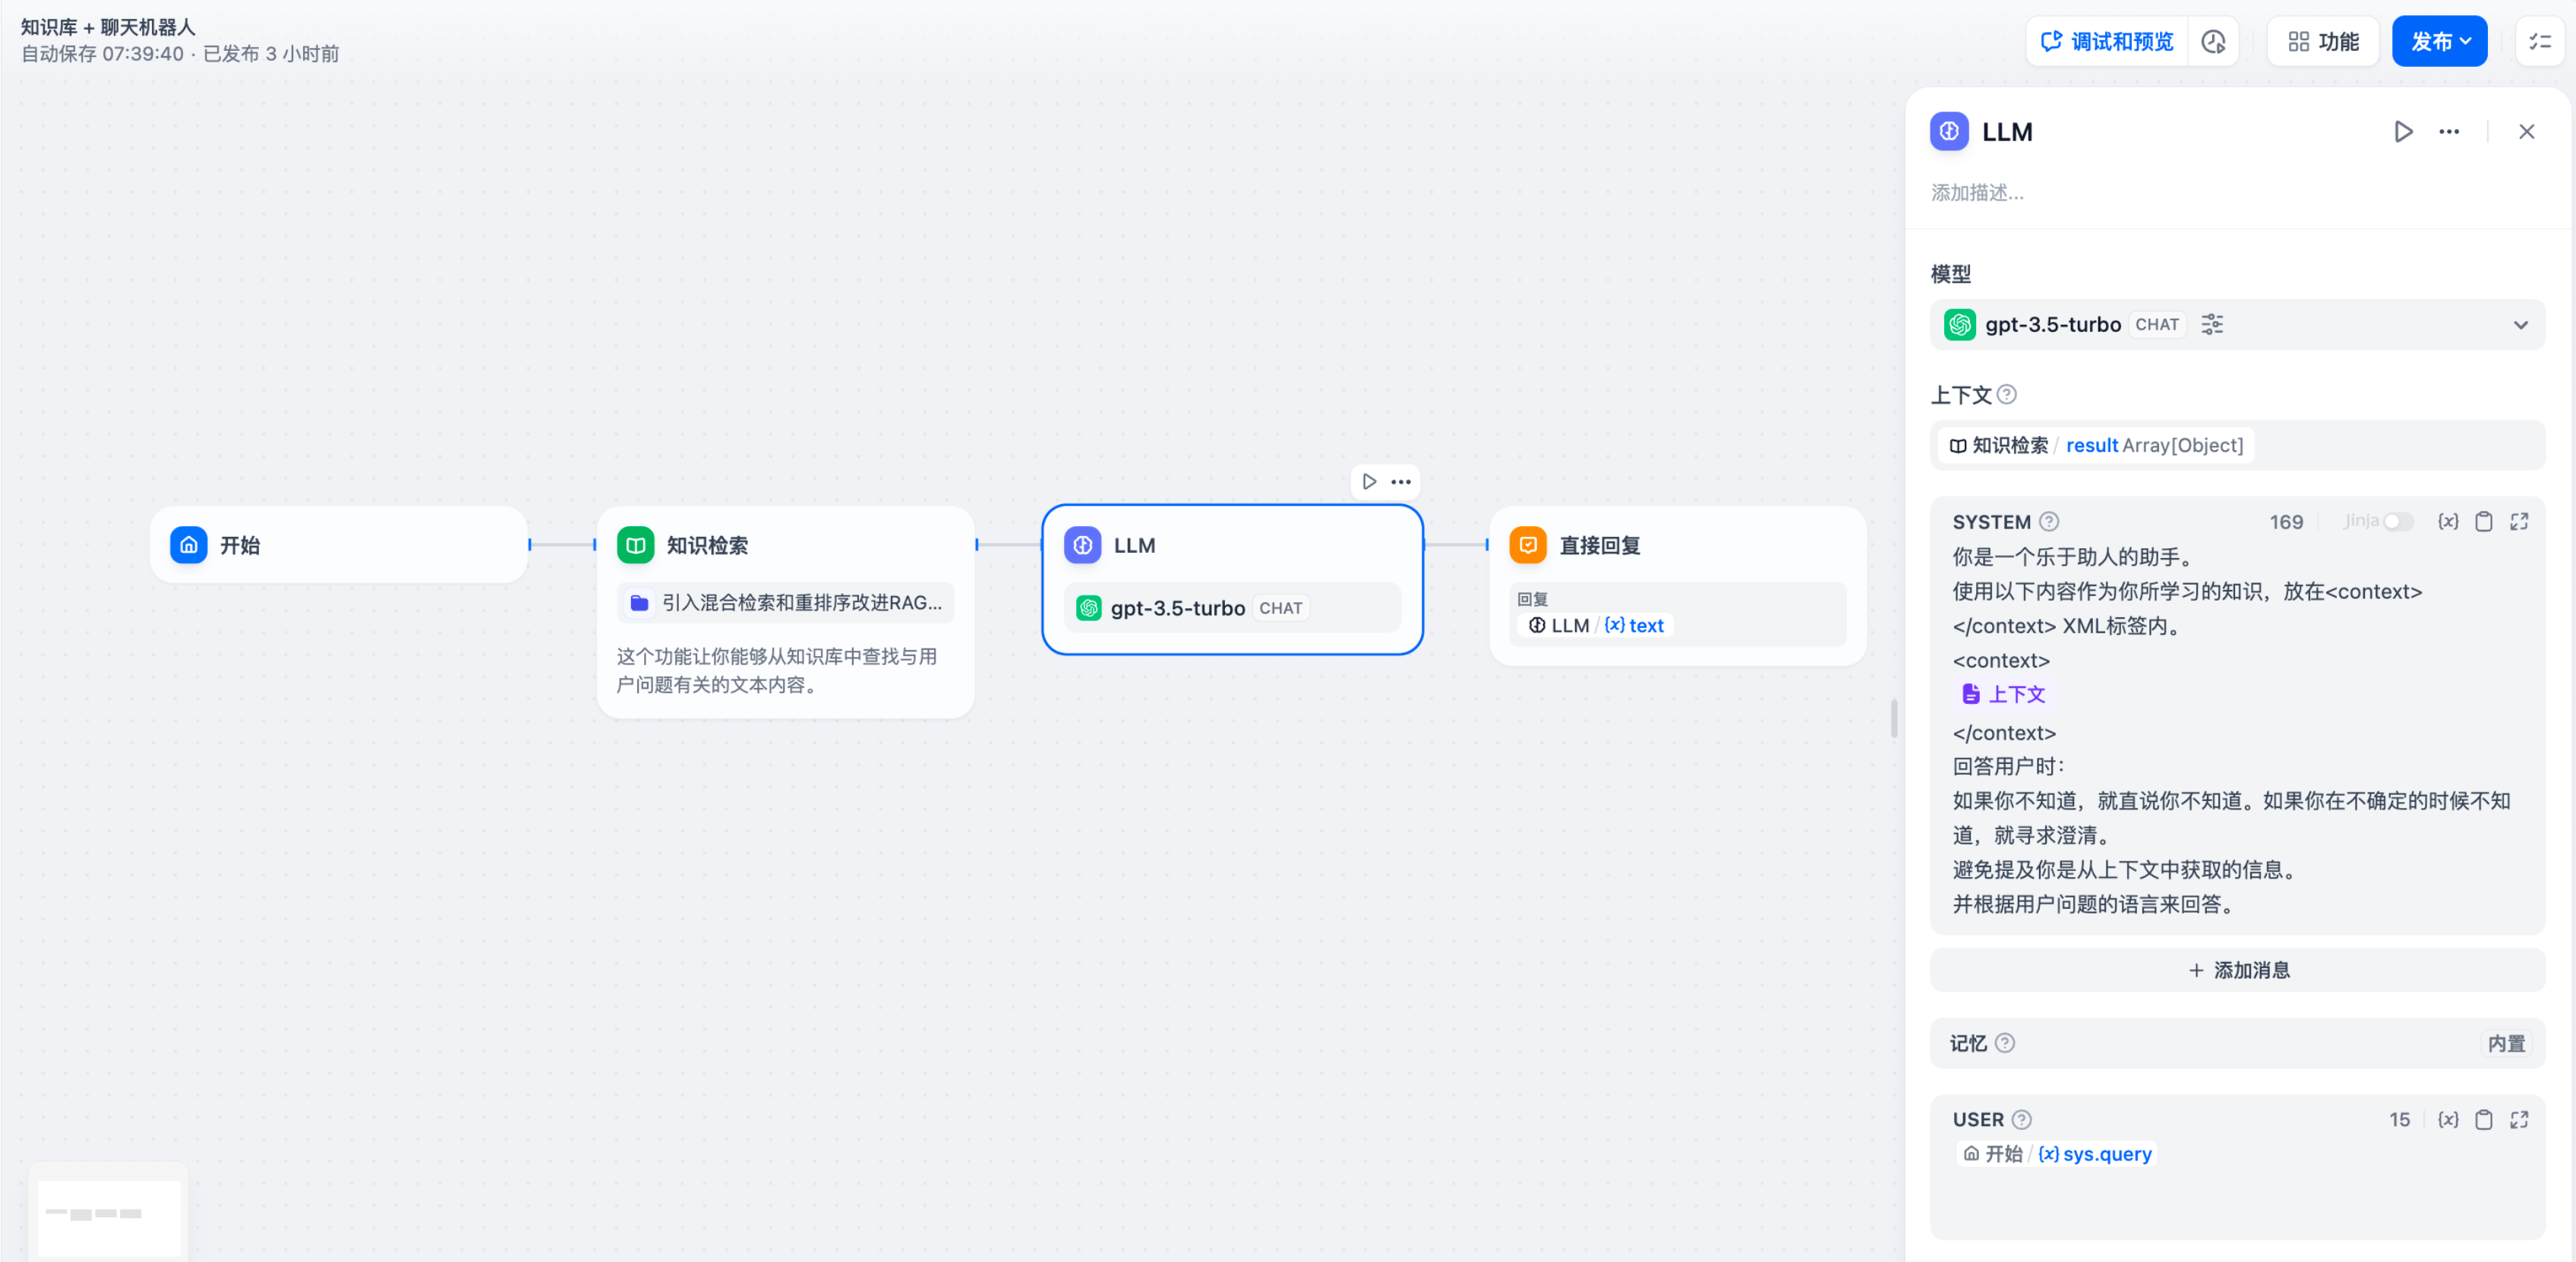 知识库 + 聊天机器人
自动保存 07:39:40 · 已发布 3 小时前
调试和预览
功能
发布
开始
知识检索
引入混合检索和重排序改进RAG...
这个功能让你能够从知识库中查找与用
户问题有关的文本内容。
LLM
gpt-3.5-turbo CHAT
直接回复
回复
LLM / {x} text
LLM
添加描述...
模型
gpt-3.5-turbo CHAT
上下文
知识检索 / result Array[Object]
SYSTEM 169 Jinja {x}
你是一个乐于助人的助手。
使用以下内容作为你所学习的知识，放在<context>
</context> XML标签内。
<context>
上下文
</context>
回答用户时：
如果你不知道，就直说你不知道。如果你在不确定的时候不知
道，就寻求澄清。
避免提及你是从上下文中获取的信息。
并根据用户问题的语言来回答。
+ 添加消息
记忆 内置
USER 15 {x}
开始 / {x} sys.query